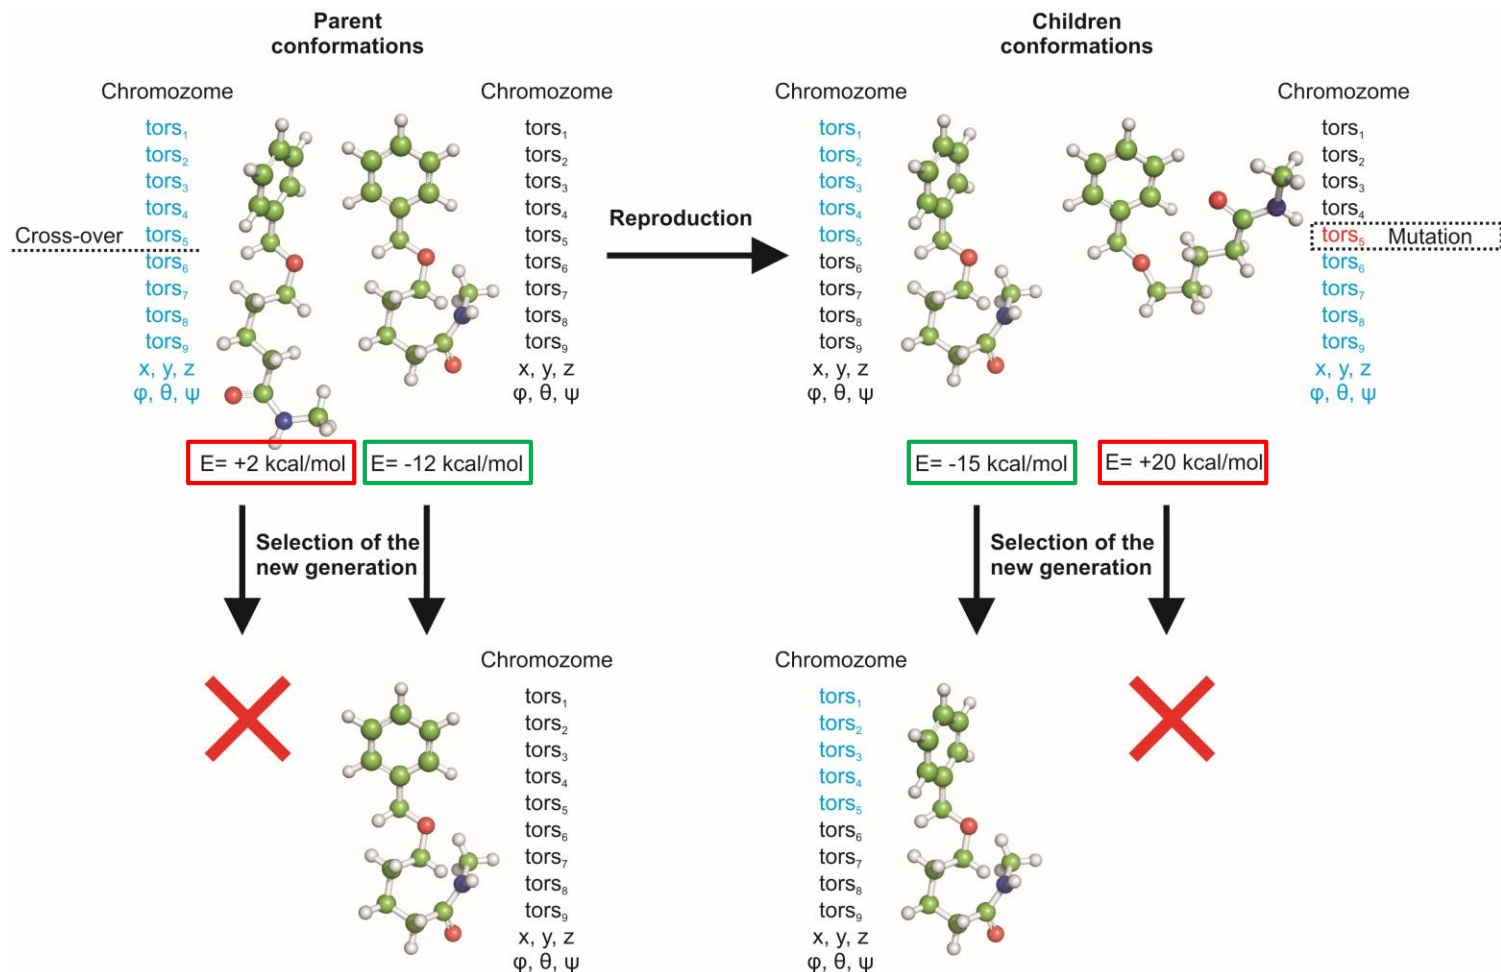 Parent
conformations
Children
conformations
Chromozome
tors₁
tors₂
tors₃
tors₄
tors₅
tors₆
tors₇
tors₈
tors₉
x, y, z
φ, θ, ψ
Cross-over
Chromozome
tors₁
tors₂
tors₃
tors₄
tors₅
tors₆
tors₇
tors₈
tors₉
x, y, z
φ, θ, ψ
Reproduction
Chromozome
tors₁
tors₂
tors₃
tors₄
tors₅
tors₆
tors₇
tors₈
tors₉
x, y, z
φ, θ, ψ
Chromozome
tors₁
tors₂
tors₃
tors₄
tors₅ Mutation
tors₆
tors₇
tors₈
tors₉
x, y, z
φ, θ, ψ
E= +2 kcal/mol
E= -12 kcal/mol
E= -15 kcal/mol
E= +20 kcal/mol
Selection of the
new generation
Selection of the
new generation
Chromozome
tors₁
tors₂
tors₃
tors₄
tors₅
tors₆
tors₇
tors₈
tors₉
x, y, z
φ, θ, ψ
Chromozome
tors₁
tors₂
tors₃
tors₄
tors₅
tors₆
tors₇
tors₈
tors₉
x, y, z
φ, θ, ψ